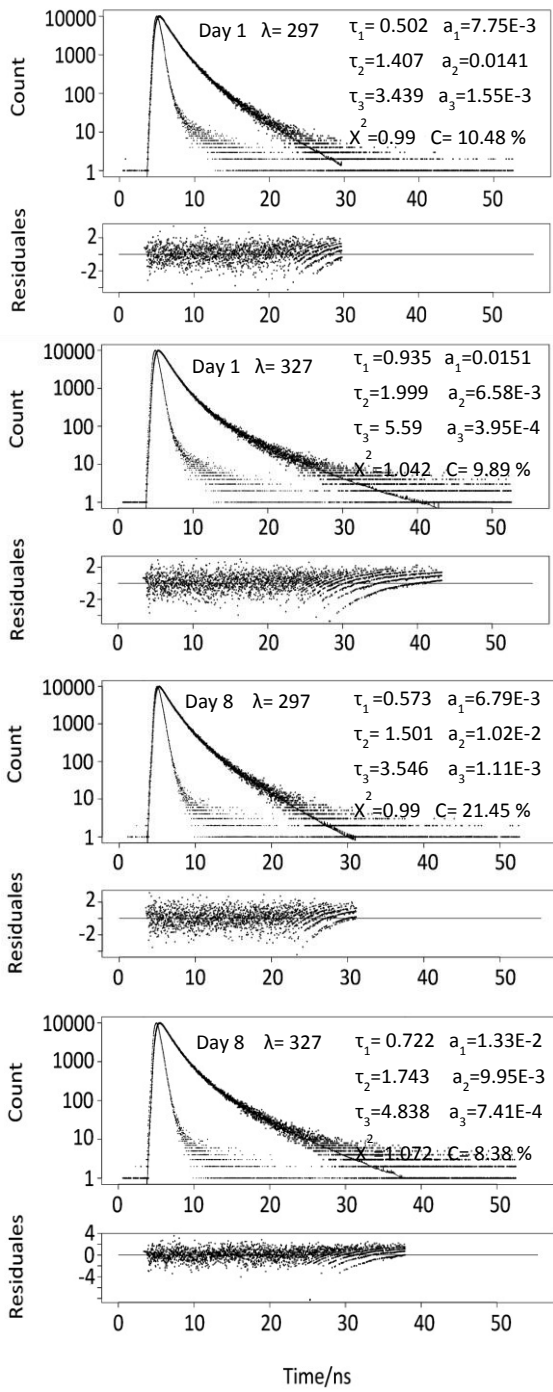 10000
1000
100
10
1
Count
Day 1 λ= 297
τ1= 0.502 a1=7.75E-3
τ2=1.407 a2=0.0141
τ3=3.439 a3=1.55E-3
X2=0.99 C= 10.48 %
0 10 20 30 40 50
Residuales
2
0
-2
0 10 20 30 40 50
10000
1000
100
10
1
Count
Day 1 λ= 327
τ1=0.935 a1=0.0151
τ2=1.999 a2=6.58E-3
τ3= 5.59 a3=3.95E-4
X2=1.042 C= 9.89 %
0 10 20 30 40 50
Residuales
2
0
-2
0 10 20 30 40 50
10000
1000
100
10
1
Count
Day 8 λ= 297
τ1=0.573 a1=6.79E-3
τ2= 1.501 a2=1.02E-2
τ3=3.546 a3=1.11E-3
X2=0.99 C= 21.45 %
0 10 20 30 40 50
Residuales
2
0
-2
0 10 20 30 40 50
10000
1000
100
10
1
Count
Day 8 λ= 327
τ1= 0.722 a1=1.33E-2
τ2=1.743 a2=9.95E-3
τ3=4.838 a3=7.41E-4
X2=1.072 C= 8.38 %
0 10 20 30 40 50
Residuales
4
0
-4
0 10 20 30 40 50
Time/ns